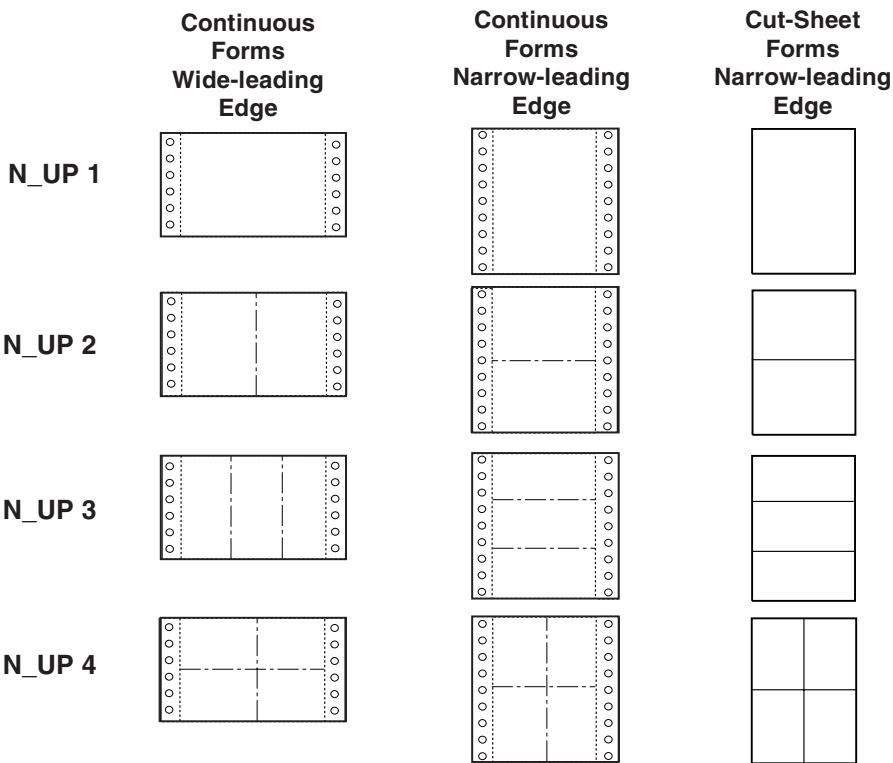 Continuous
Forms
Wide-leading
Edge
Continuous
Forms
Narrow-leading
Edge
Cut-Sheet
Forms
Narrow-leading
Edge
N_UP 1
N_UP 2
N_UP 3
N_UP 4